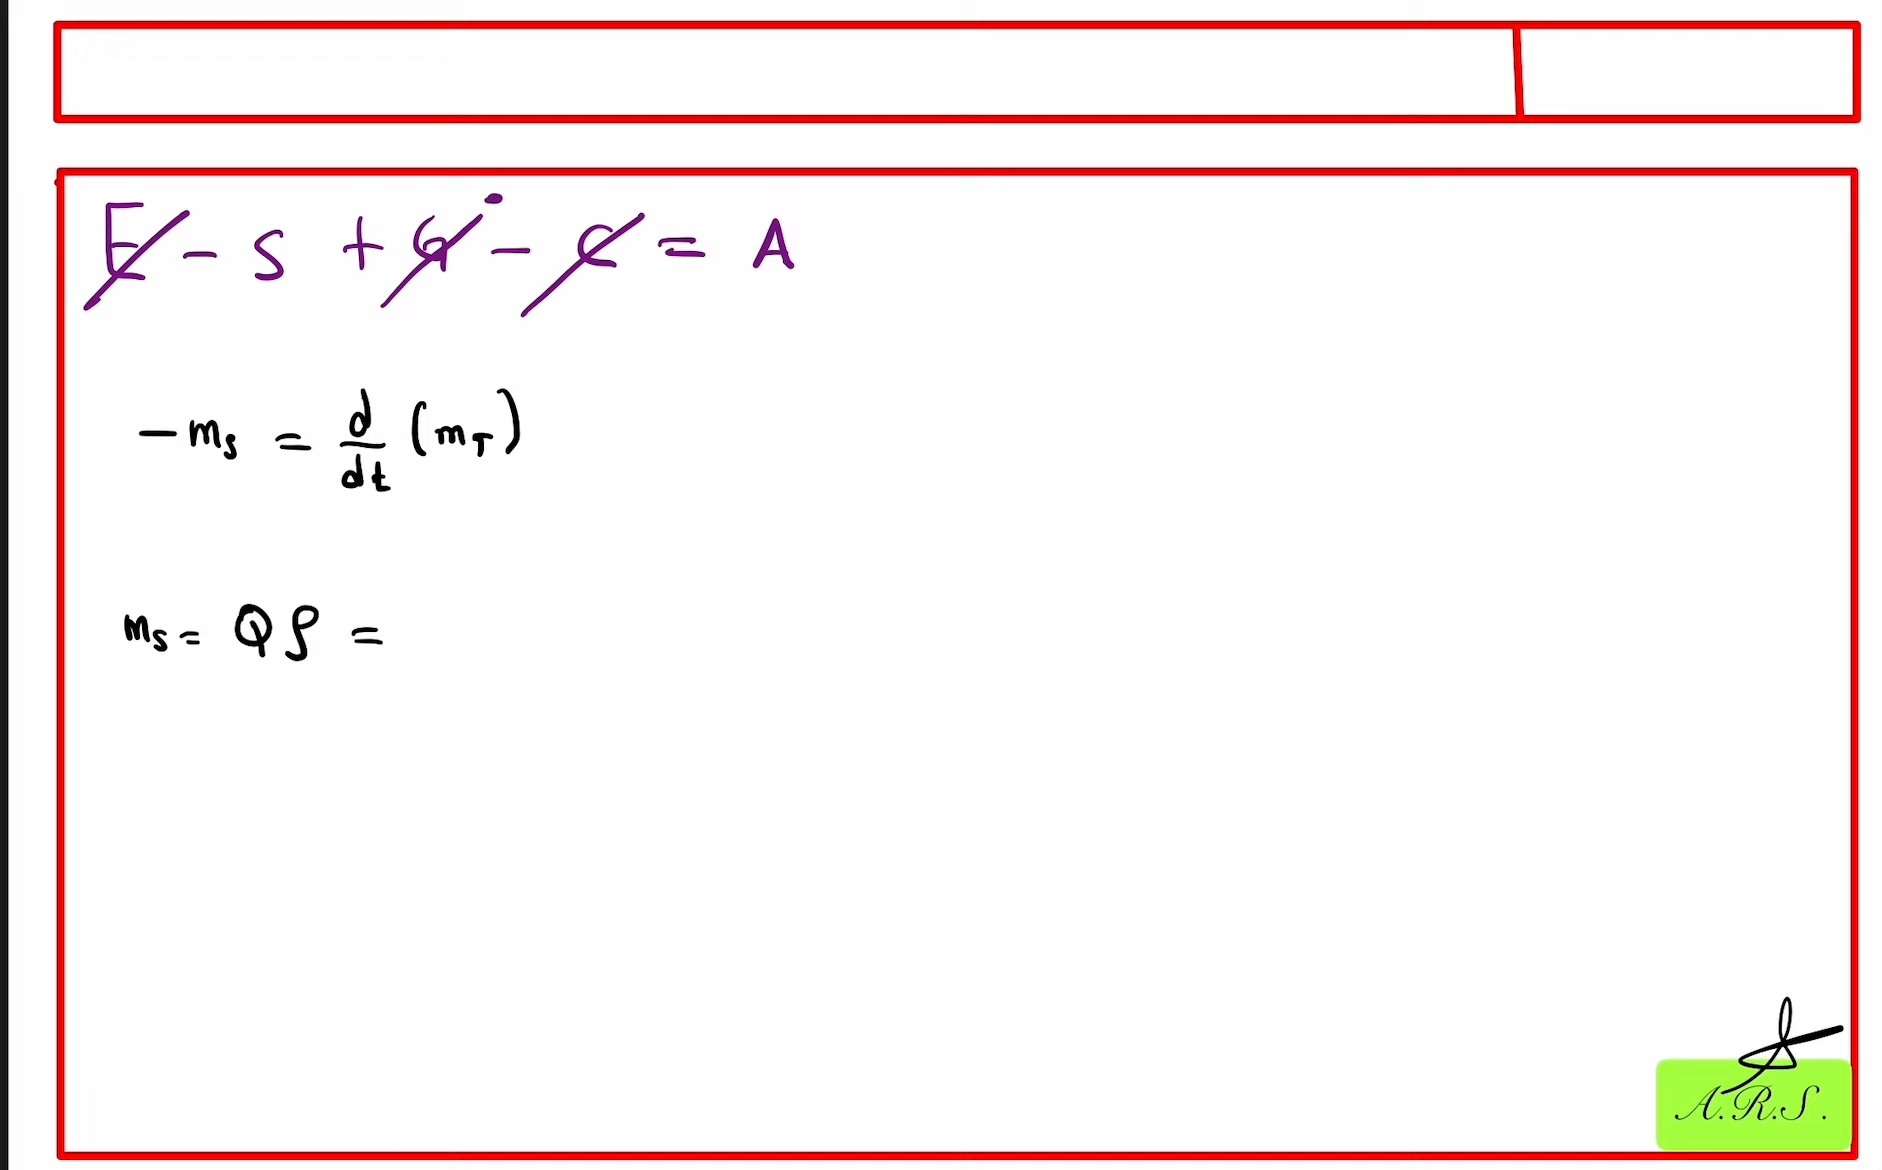 E - S + G - C = A
-ms = d/dt (mT)
ms = Qρ =
A.R.S.